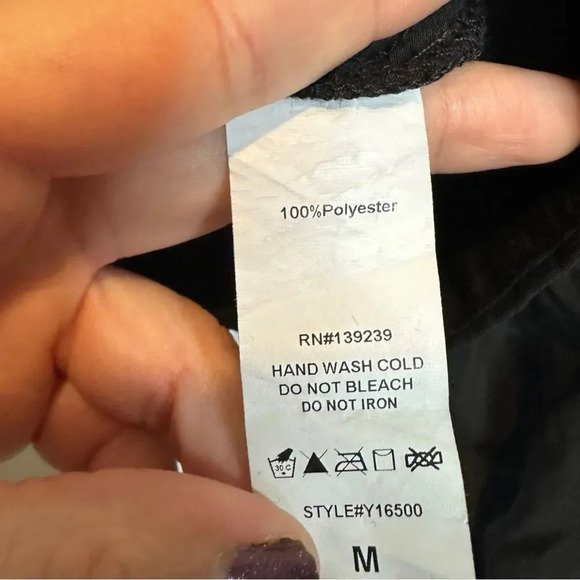 100%Polyester
RN#139239
HAND WASH COLD
DO NOT BLEACH
DO NOT IRON
30 C
STYLE#Y16500
M